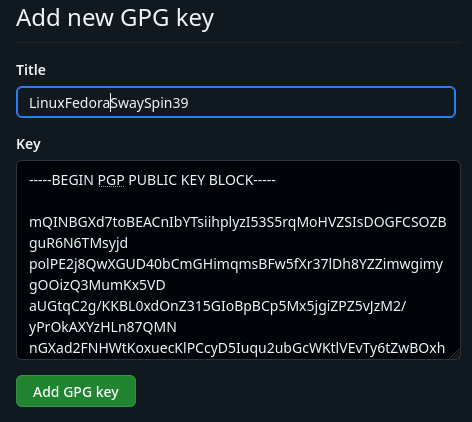 Add new GPG key
Title
LinuxFedoraSwaySpin39
Key
-----BEGIN PGP PUBLIC KEY BLOCK-----
mQINBGXd7toBEACnIbYTsiihplyzI53S5rqMoHVZSIsDOGFCSOZB
guR6N6TMsyjd
polPE2j8QwXGUD40bCmGHimqmsBFw5fXr37lDh8YZZimwgimy
gOOizQ3MumKx5VD
aUGtqC2g/KKBL0xdOnZ315GIoBpBCp5Mx5jgiZPZ5vJzM2/
yPrOkAXYzHLn87QMN
nGXad2FNHWtKoxuecKlPCcyD5Iuqu2ubGcWKtlVEvTy6tZwBOxh
Add GPG key